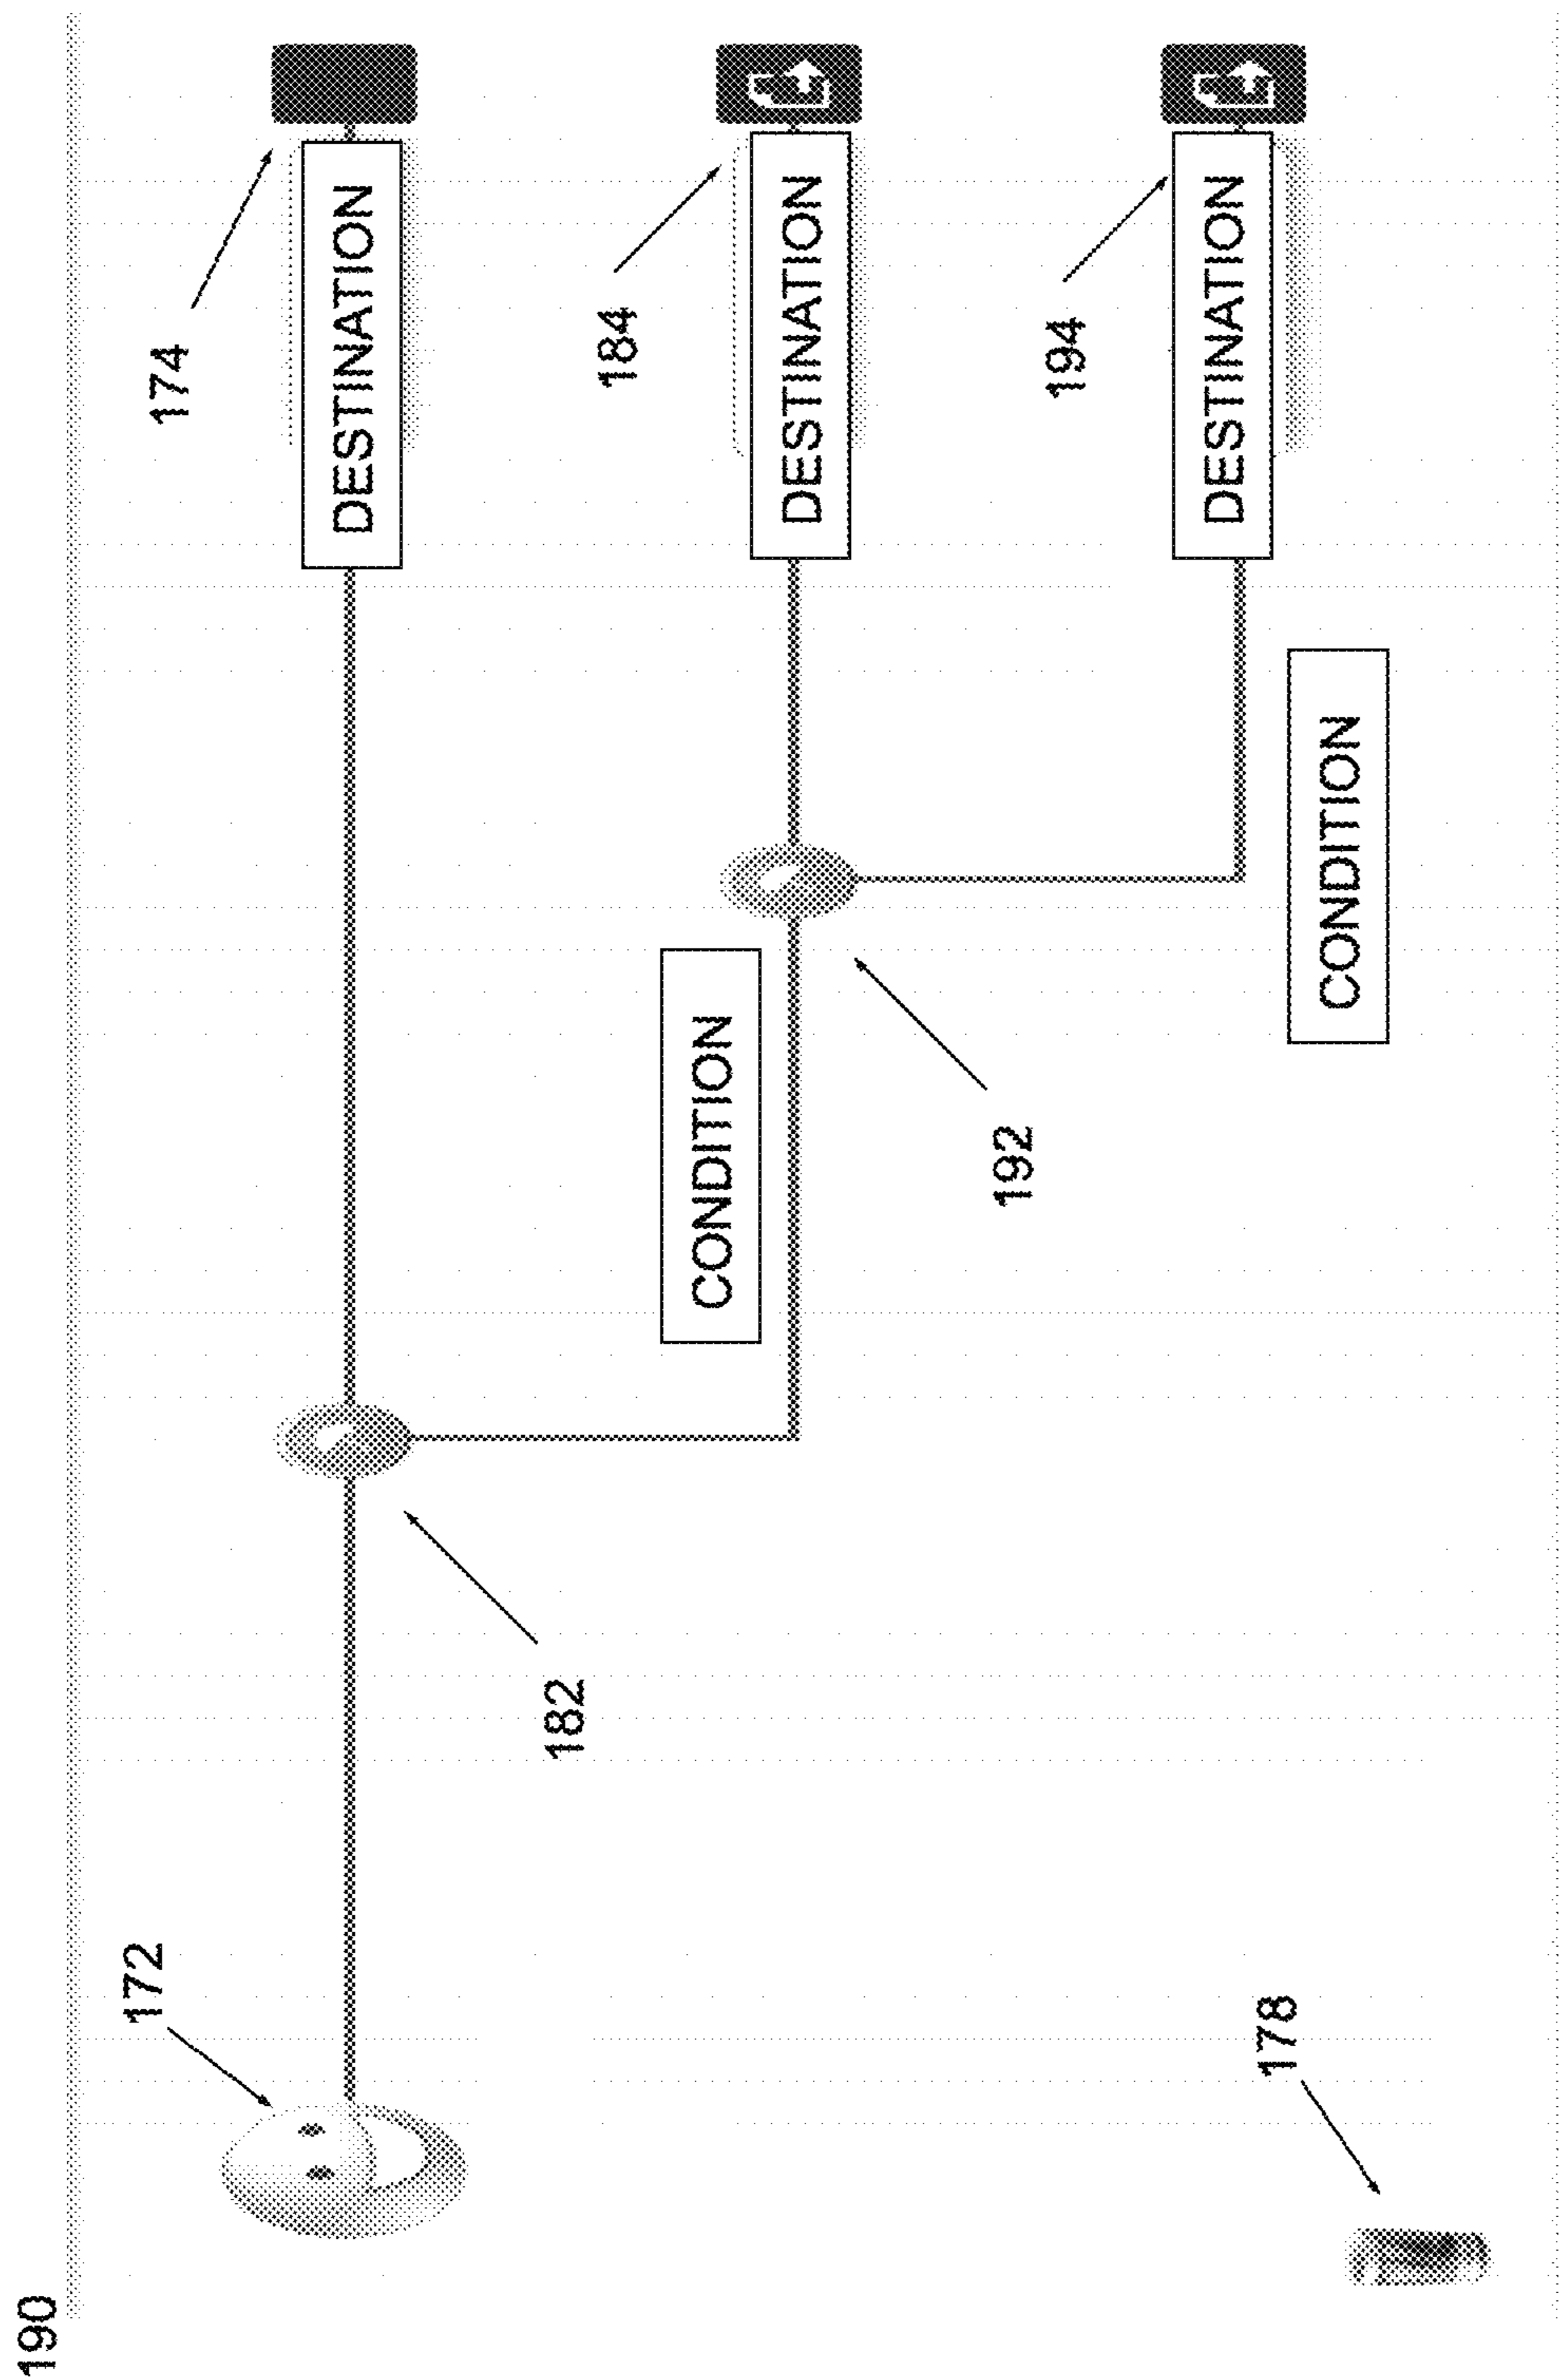 190
172
174
DESTINATION
182
184
CONDITION
DESTINATION
192
194
DESTINATION
178
CONDITION